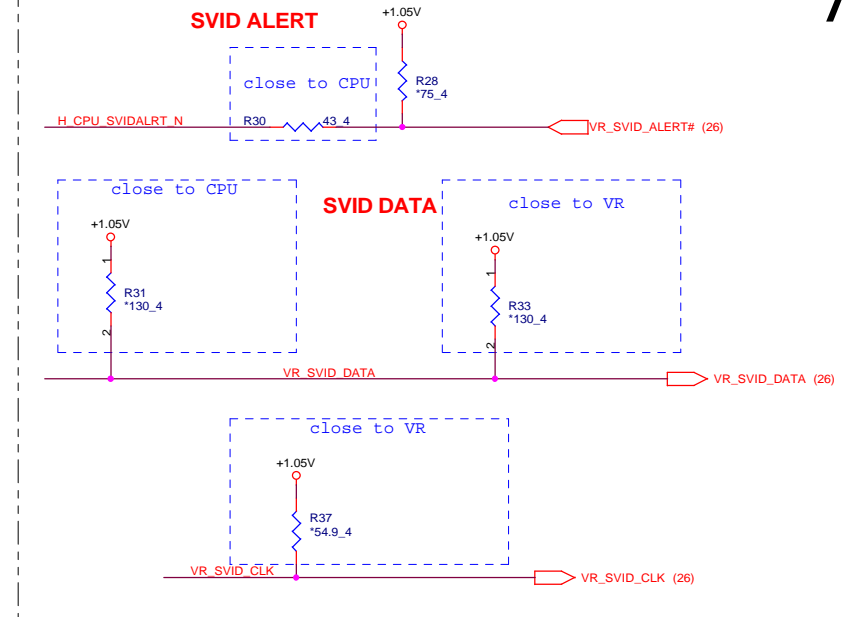 7
SVID ALERT
+1.05V
close to CPU
R28
*75_4
H_CPU_SVIDALRT_N
R30
43_4
VR_SVID_ALERT# (26)
close to CPU
SVID DATA
close to VR
+1.05V
+1.05V
1
1
R31
*130_4
R33
*130_4
2
2
VR_SVID_DATA
VR_SVID_DATA (26)
close to VR
+1.05V
R37
*54.9_4
VR_SVID_CLK
VR_SVID_CLK (26)